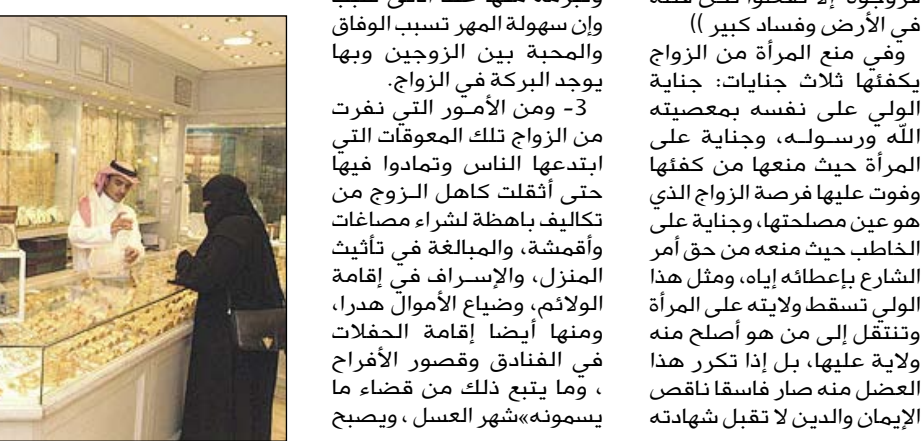 في الأرض وفساد كبير ))
وفي منع المرأة من الزواج
يكفئها ثلاث جنايات: جناية
الولي على نفسه بمعصيته
الله ورسولـه، وجناية على
المرأة حيث منعها من كفئها
وفوت عليها فرصة الزواج الذي
هو عين مصلحتها، وجناية على
الخاطب حيث منعه من حق أمر
الشارع بإعطائه إياه، ومثل هذا
الولي تسقط ولايته على المرأة
وتنتقل إلى من هو أصلح منه
ولاية عليها، بل إذا تكرر هذا
العضل منه صار فاسقا ناقص
الإيمان والدين لا تقبل شهادته
وإن سهولة المهر تسبب الوفاق
والمحبة بين الزوجين وبها
يوجد البركة في الزواج.
3- ومن الأمـور التي نفرت
من الزواج تلك المعوقات التي
ابتدعها الناس وتمادوا فيها
حتى أثقلت كاهل الـزوج من
تكاليف باهظة لشراء مصاغات
وأقمشة، والمبالغة في تأثيث
المنزل، والإسـراف في إقامة
الولائم، وضياع الأموال هدرا،
ومنها أيضا إقامة الحفلات
في الفنادق وقصور الأفراح
، وما يتبع ذلك من قضاء ما
يسمونه»شهر العسل ، ويصبح